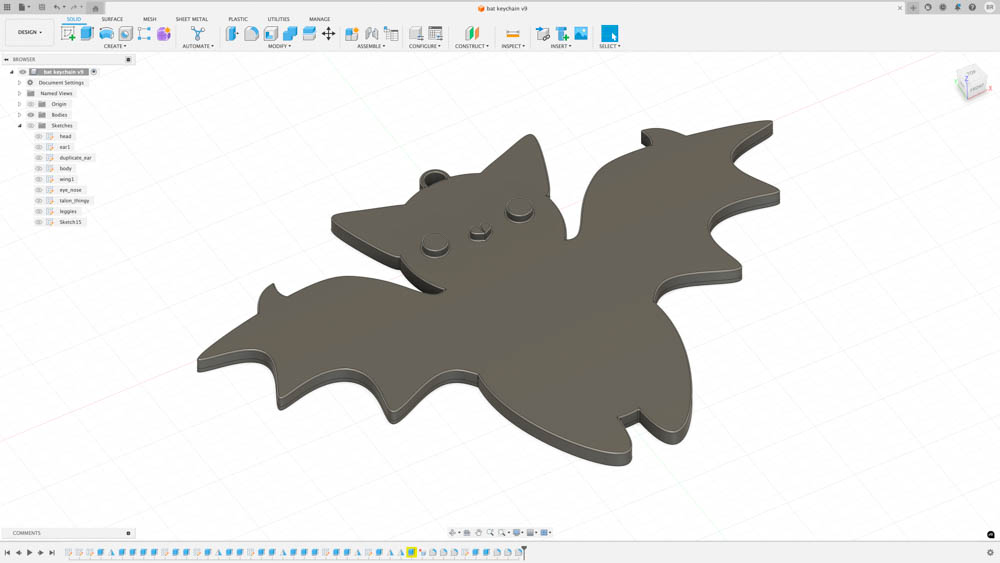 bat keychain v9
BR
DESIGN
SOLID
SURFACE
MESH
SHEET METAL
PLASTIC
UTILITIES
MANAGE
CREATE
AUTOMATE
MODIFY
ASSEMBLE
CONFIGURE
CONSTRUCT
INSPECT
INSERT
SELECT
BROWSER
bat keychain v9
Document Settings
Named Views
Origin
Bodies
Sketches
head
ear1
duplicate_ear
body
wing1
eye_nose
talon_thingy
leggies
Sketch15
TOP
FRONT
Z
X
COMMENTS